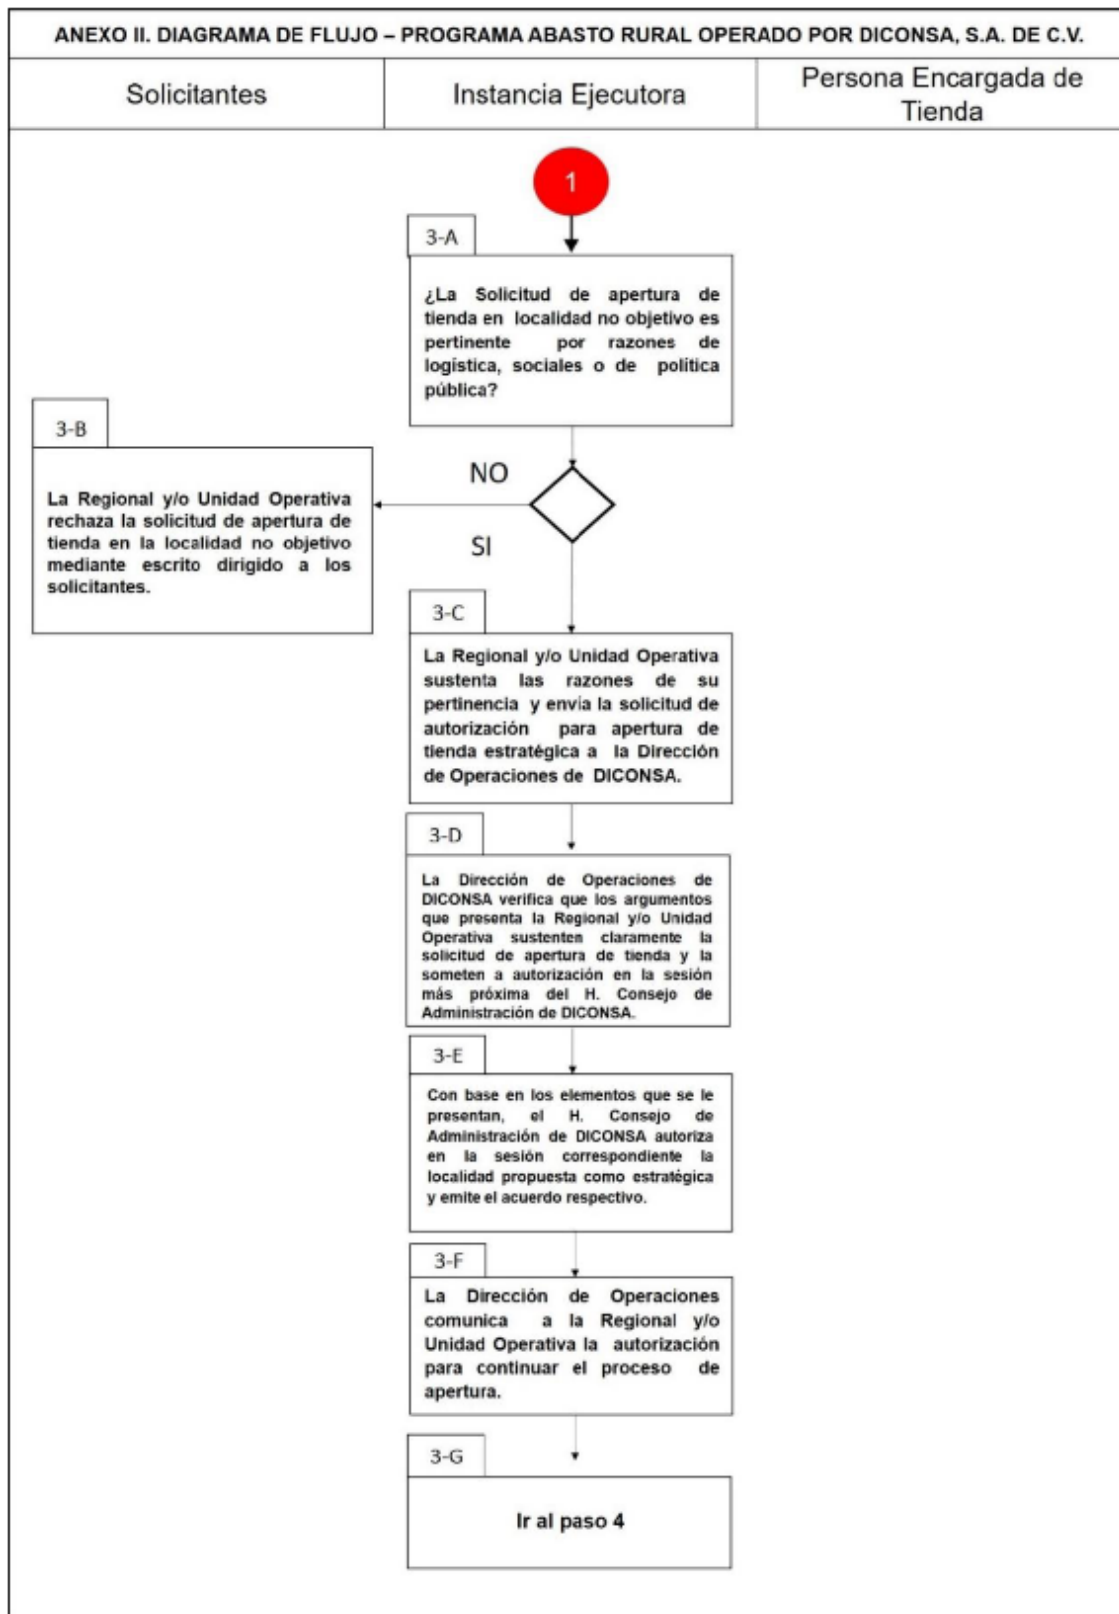 ANEXO II. DIAGRAMA DE FLUJO – PROGRAMA ABASTO RURAL OPERADO POR DICONSA, S.A. DE C.V.
Solicitantes
Instancia Ejecutora
Persona Encargada de
Tienda
1
3-A
¿La Solicitud de apertura de
tienda en localidad no objetivo es
pertinente por razones de
logística, sociales o de política
pública?
3-B
La Regional y/o Unidad Operativa
rechaza la solicitud de apertura de
tienda en la localidad no objetivo
mediante escrito dirigido a los
solicitantes.
NO
SI
3-C
La Regional y/o Unidad Operativa
sustenta las razones de su
pertinencia y envía la solicitud de
autorización para apertura de
tienda estratégica a la Dirección
de Operaciones de DICONSA.
3-D
La Dirección de Operaciones de
DICONSA verifica que los argumentos
que presenta la Regional y/o Unidad
Operativa sustenten claramente la
solicitud de apertura de tienda y la
someten a autorización en la sesión
más próxima del H. Consejo de
Administración de DICONSA.
3-E
Con base en los elementos que se le
presentan, el H. Consejo de
Administración de DICONSA autoriza
en la sesión correspondiente la
localidad propuesta como estratégica
y emite el acuerdo respectivo.
3-F
La Dirección de Operaciones
comunica a la Regional y/o
Unidad Operativa la autorización
para continuar el proceso de
apertura.
3-G
Ir al paso 4